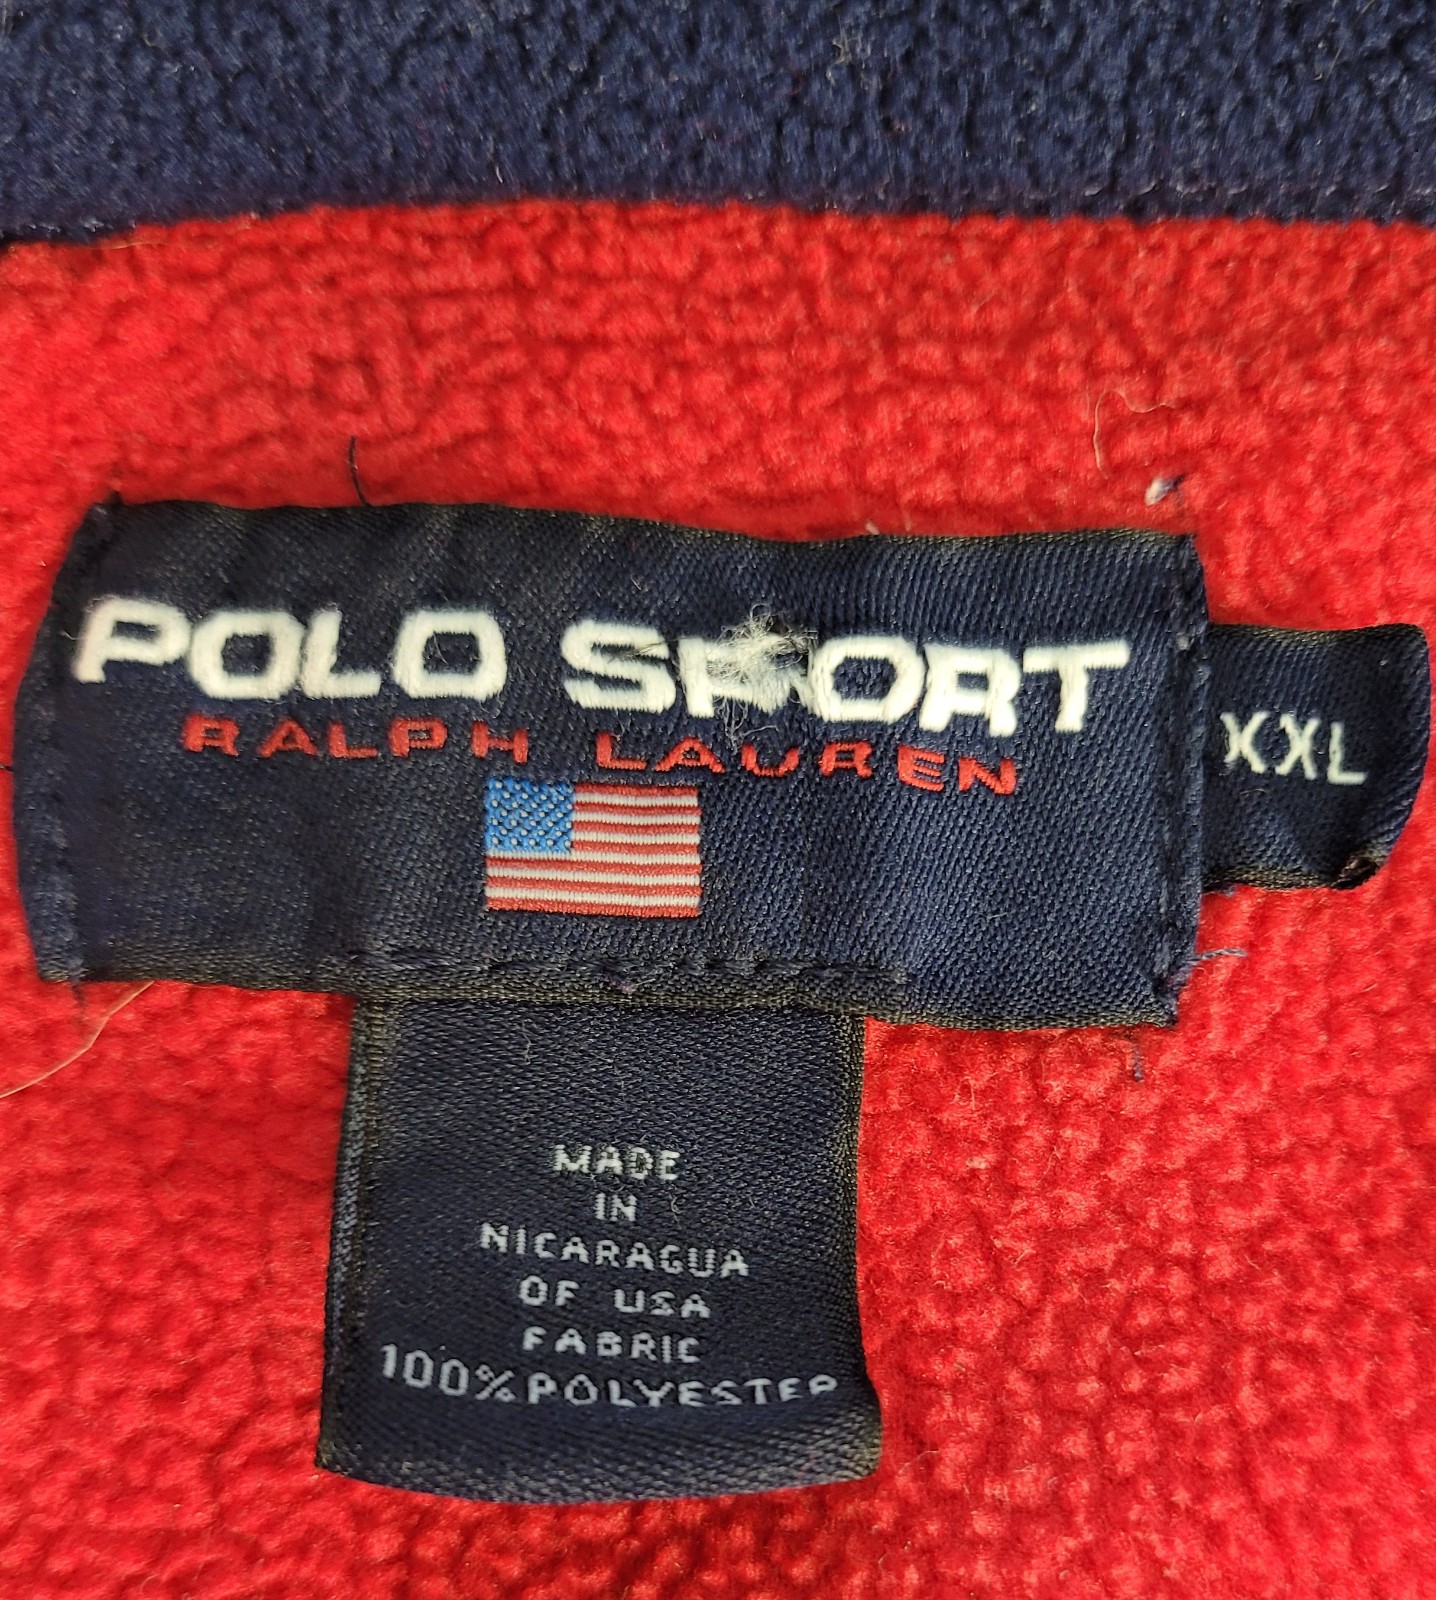 POLO SPORT
RALPH LAUREN
XXL
MADE
IN
NICARAGUA
OF USA
FABRIC
100% POLYESTER